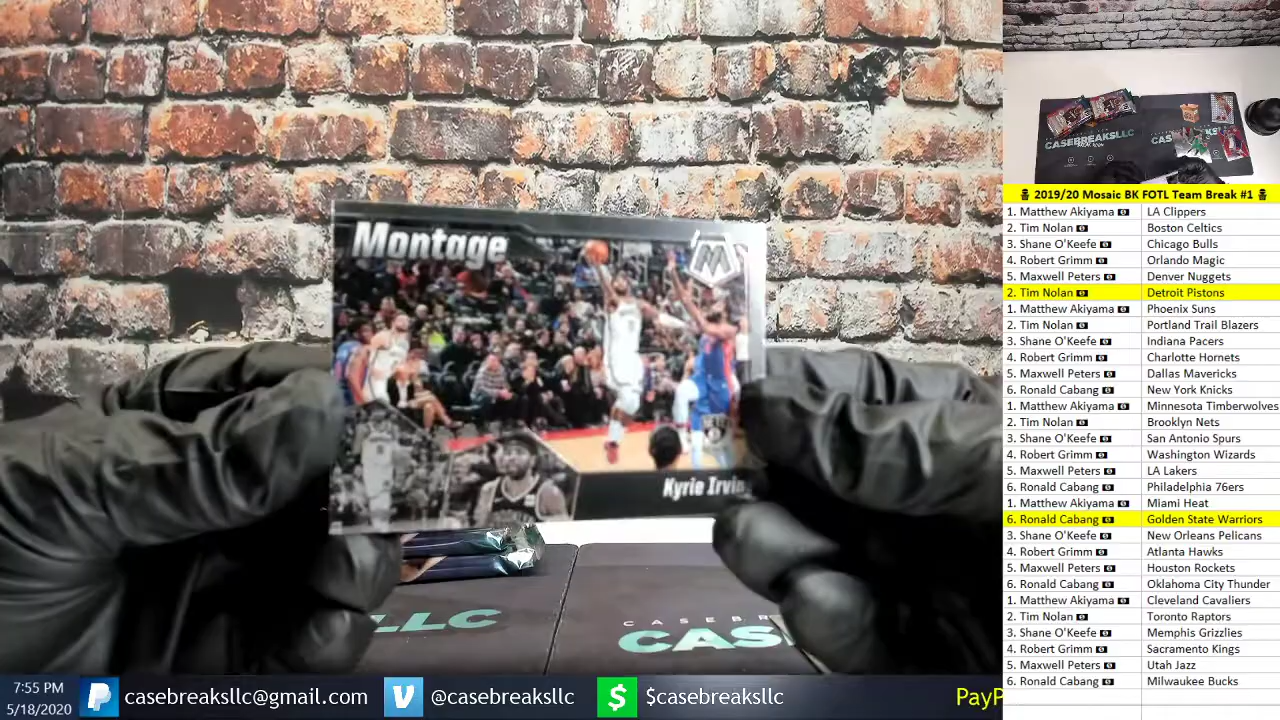 Montage
Kyrie Irvin
LLC
CAS
CASEBREAKSLLC
2019/20 Mosaic BK FOTL Team Break #1
1. Matthew Akiyama LA Clippers
2. Tim Nolan Boston Celtics
3. Shane O'Keefe Chicago Bulls
4. Robert Grimm Orlando Magic
5. Maxwell Peters Denver Nuggets
2. Tim Nolan Detroit Pistons
1. Matthew Akiyama Phoenix Suns
2. Tim Nolan Portland Trail Blazers
3. Shane O'Keefe Indiana Pacers
4. Robert Grimm Charlotte Hornets
5. Maxwell Peters Dallas Mavericks
6. Ronald Cabang New York Knicks
1. Matthew Akiyama Minnesota Timberwolves
2. Tim Nolan Brooklyn Nets
3. Shane O'Keefe San Antonio Spurs
4. Robert Grimm Washington Wizards
5. Maxwell Peters LA Lakers
6. Ronald Cabang Philadelphia 76ers
1. Matthew Akiyama Miami Heat
6. Ronald Cabang Golden State Warriors
3. Shane O'Keefe New Orleans Pelicans
4. Robert Grimm Atlanta Hawks
5. Maxwell Peters Houston Rockets
6. Ronald Cabang Oklahoma City Thunder
1. Matthew Akiyama Cleveland Cavaliers
2. Tim Nolan Toronto Raptors
3. Shane O'Keefe Memphis Grizzlies
4. Robert Grimm Sacramento Kings
5. Maxwell Peters Utah Jazz
6. Ronald Cabang Milwaukee Bucks
7:55 PM
5/18/2020
casebreaksllc@gmail.com @casebreaksllc $casebreaksllc PayP